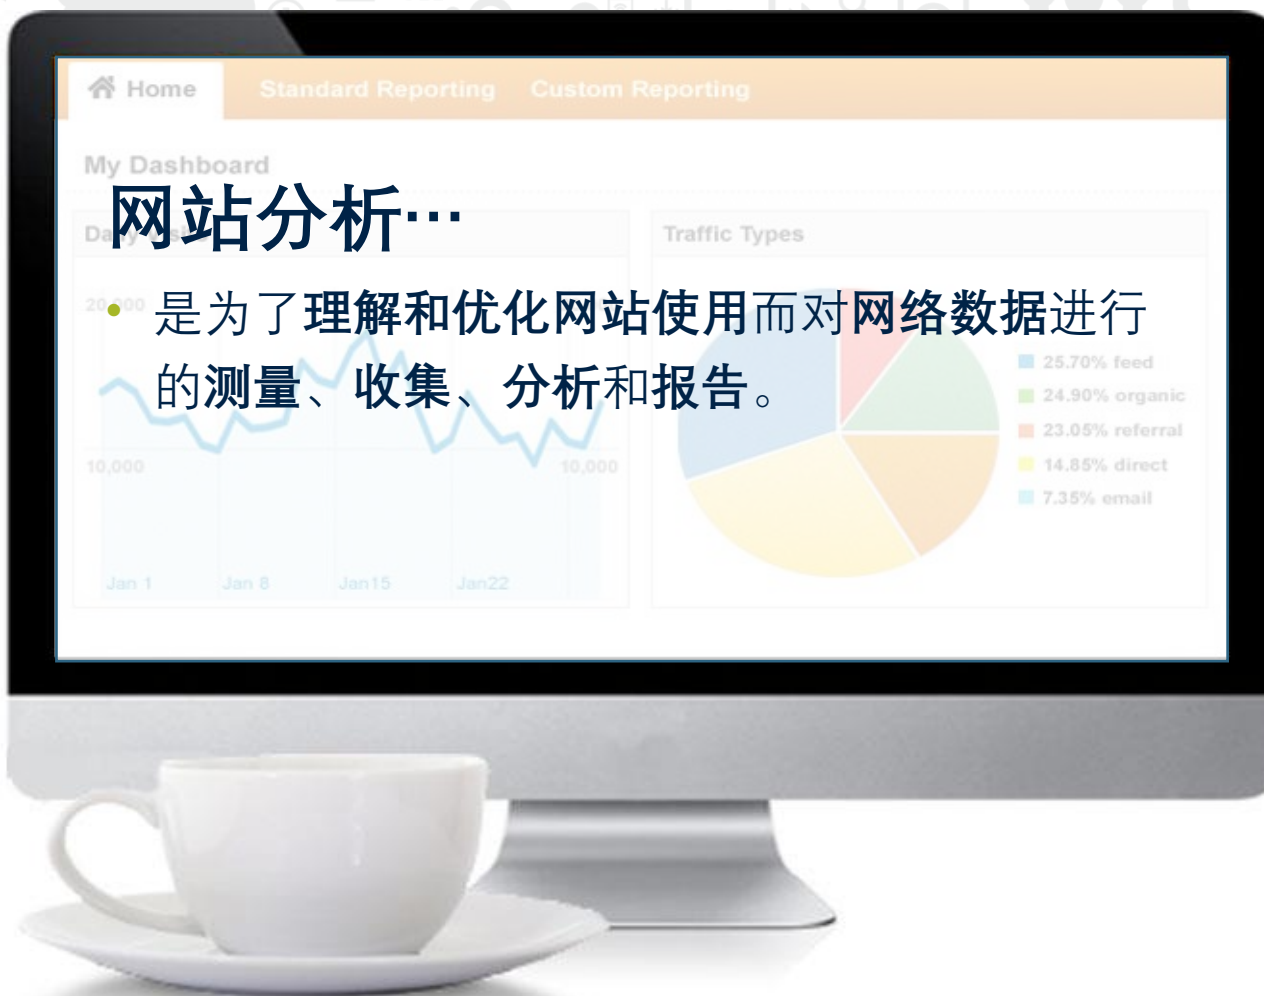 Home Standard Reporting Custom Reporting
My Dashboard
网站分析…
Traffic Types
20,000
• 是为了理解和优化网站使用而对网络数据进行
的测量、收集、分析和报告。
25.70% feed
24.90% organic
23.05% referral
14.85% direct
7.35% email
10,000 10,000
Jan 1 Jan 8 Jan15 Jan22